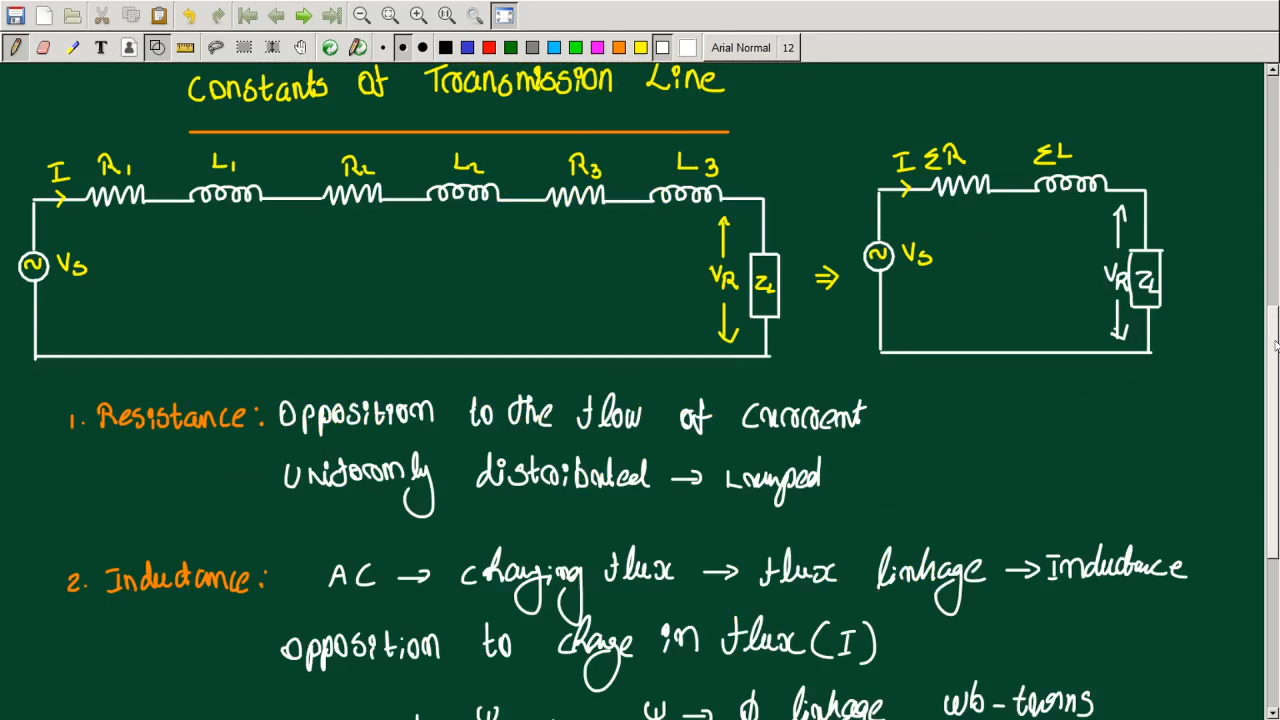 Arial Normal 12
Constants of Transmission Line
I R1 L1 R2 L2 R3 L3
Vs VR ZL ⇒
I ΣR ΣL
Vs VR ZL
1. Resistance: Opposition to the flow of current
Uniformly distributed → Lumped
2. Inductance: AC → changing flux → flux linkage → Inductance
Opposition to change in flux (I)
Ψ Ψ → φ linkage wb-turns